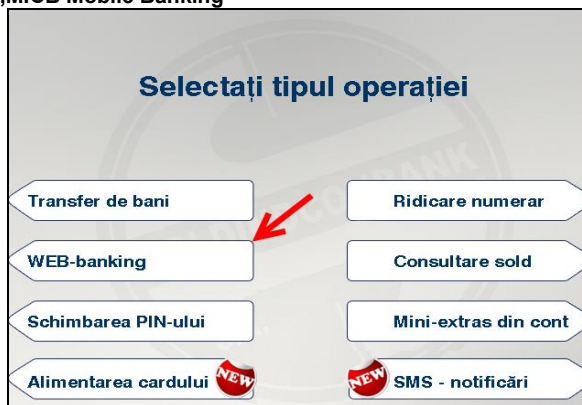 MICB Mobile Banking
Selectați tipul operației
Transfer de bani
Ridicare numerar
WEB-banking
Consultare sold
Schimbarea PIN-ului
Mini-extras din cont
Alimentarea cardului NEW
NEW SMS - notificări